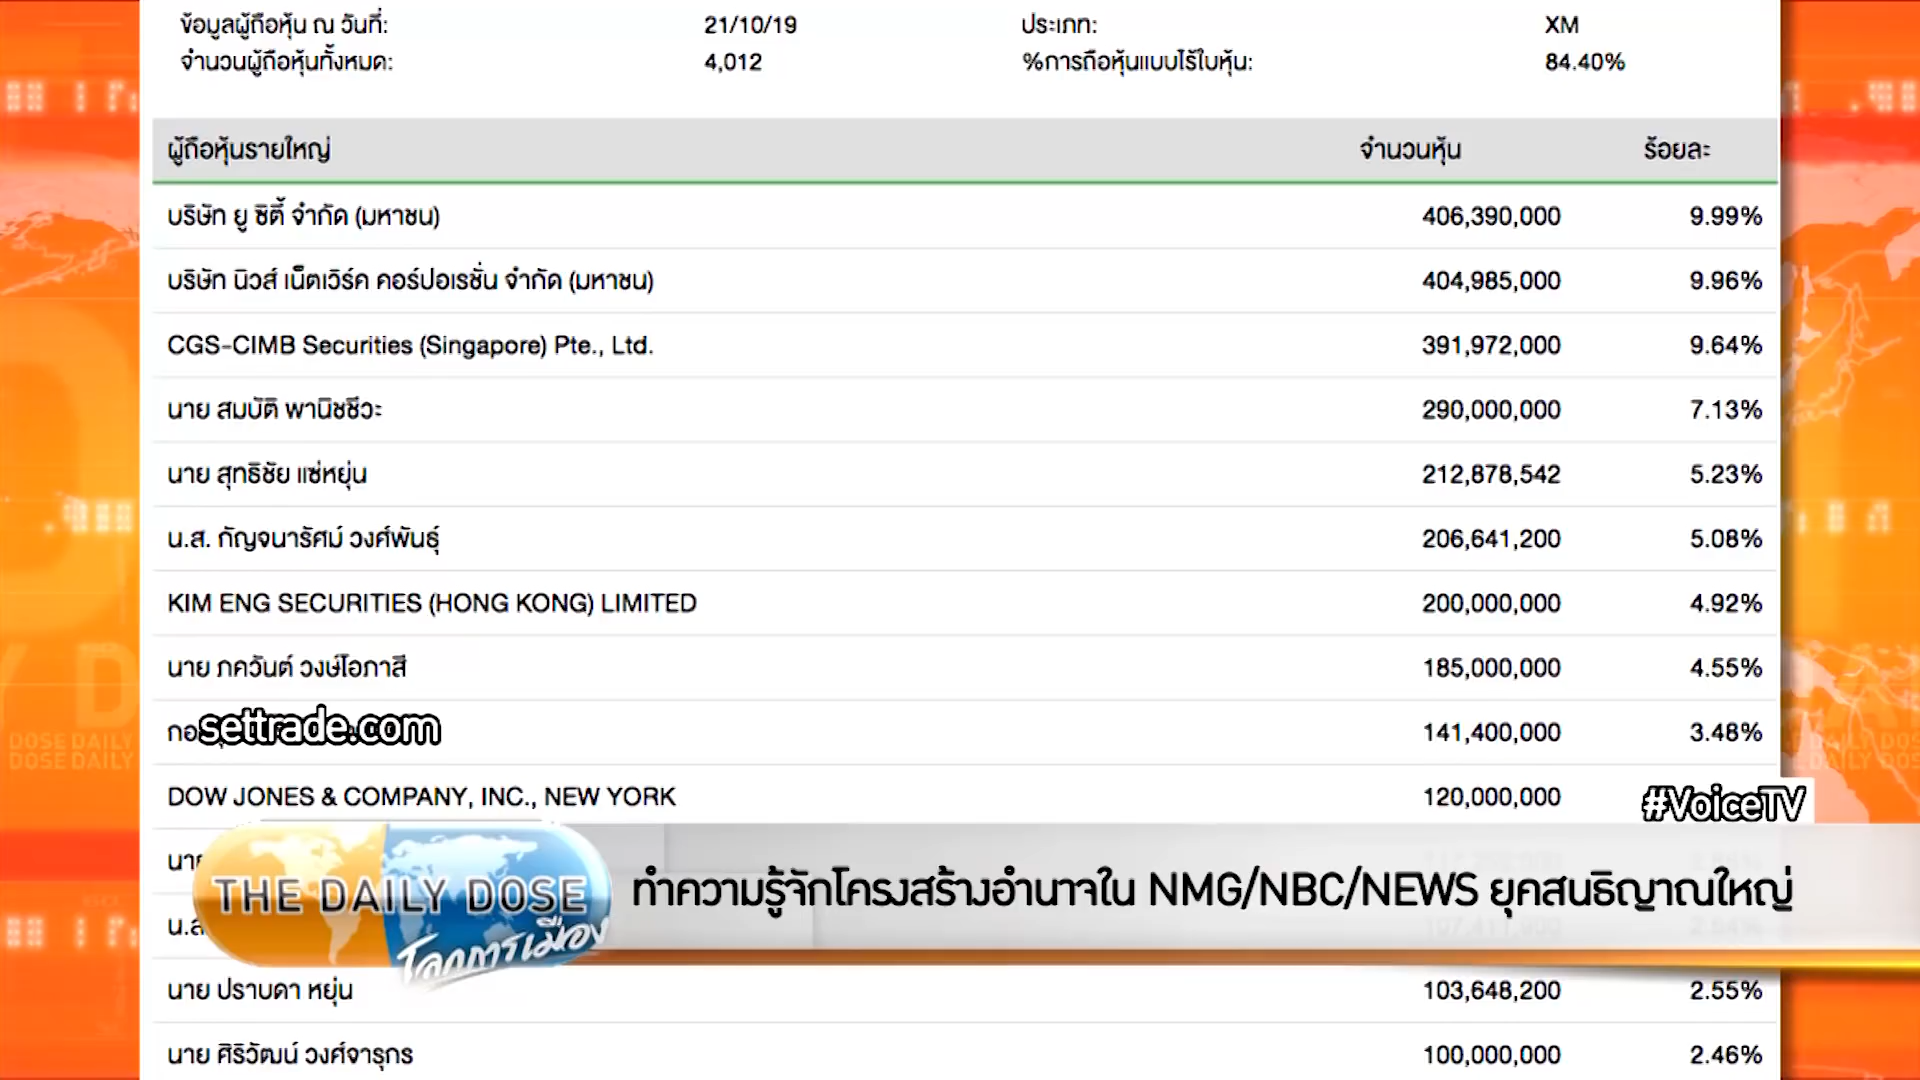 ข้อมูลผู้ถือหุ้น ณ วันที่: 21/10/19 ประเภท: XM
จำนวนผู้ถือหุ้นทั้งหมด: 4,012 %การถือหุ้นแบบไร้ใบหุ้น: 84.40%
ผู้ถือหุ้นรายใหญ่ จำนวนหุ้น ร้อยละ
บริษัท ยู ซิตี้ จำกัด (มหาชน) 406,390,000 9.99%
บริษัท นิวส์ เน็ตเวิร์ค คอร์ปอเรชั่น จำกัด (มหาชน) 404,985,000 9.96%
CGS-CIMB Securities (Singapore) Pte., Ltd. 391,972,000 9.64%
นาย สมบัติ พานิชชีวะ 290,000,000 7.13%
นาย สุทธิชัย แซ่หยุ่น 212,878,542 5.23%
น.ส. กัญจนารัศม์ วงศ์พันธุ์ 206,641,200 5.08%
KIM ENG SECURITIES (HONG KONG) LIMITED 200,000,000 4.92%
นาย ภควันต์ วงษ์โอภาสี 185,000,000 4.55%
settrade.com 141,400,000 3.48%
DOW JONES & COMPANY, INC., NEW YORK 120,000,000
#VoiceTV
THE DAILY DOSE
โลกการเมือง
ทำความรู้จักโครงสร้างอำนาจใน NMG/NBC/NEWS ยุคสนธิญาณใหญ่
นาย ปราบดา หยุ่น 103,648,200 2.55%
นาย ศิริวัฒน์ วงศ์จารุกร 100,000,000 2.46%